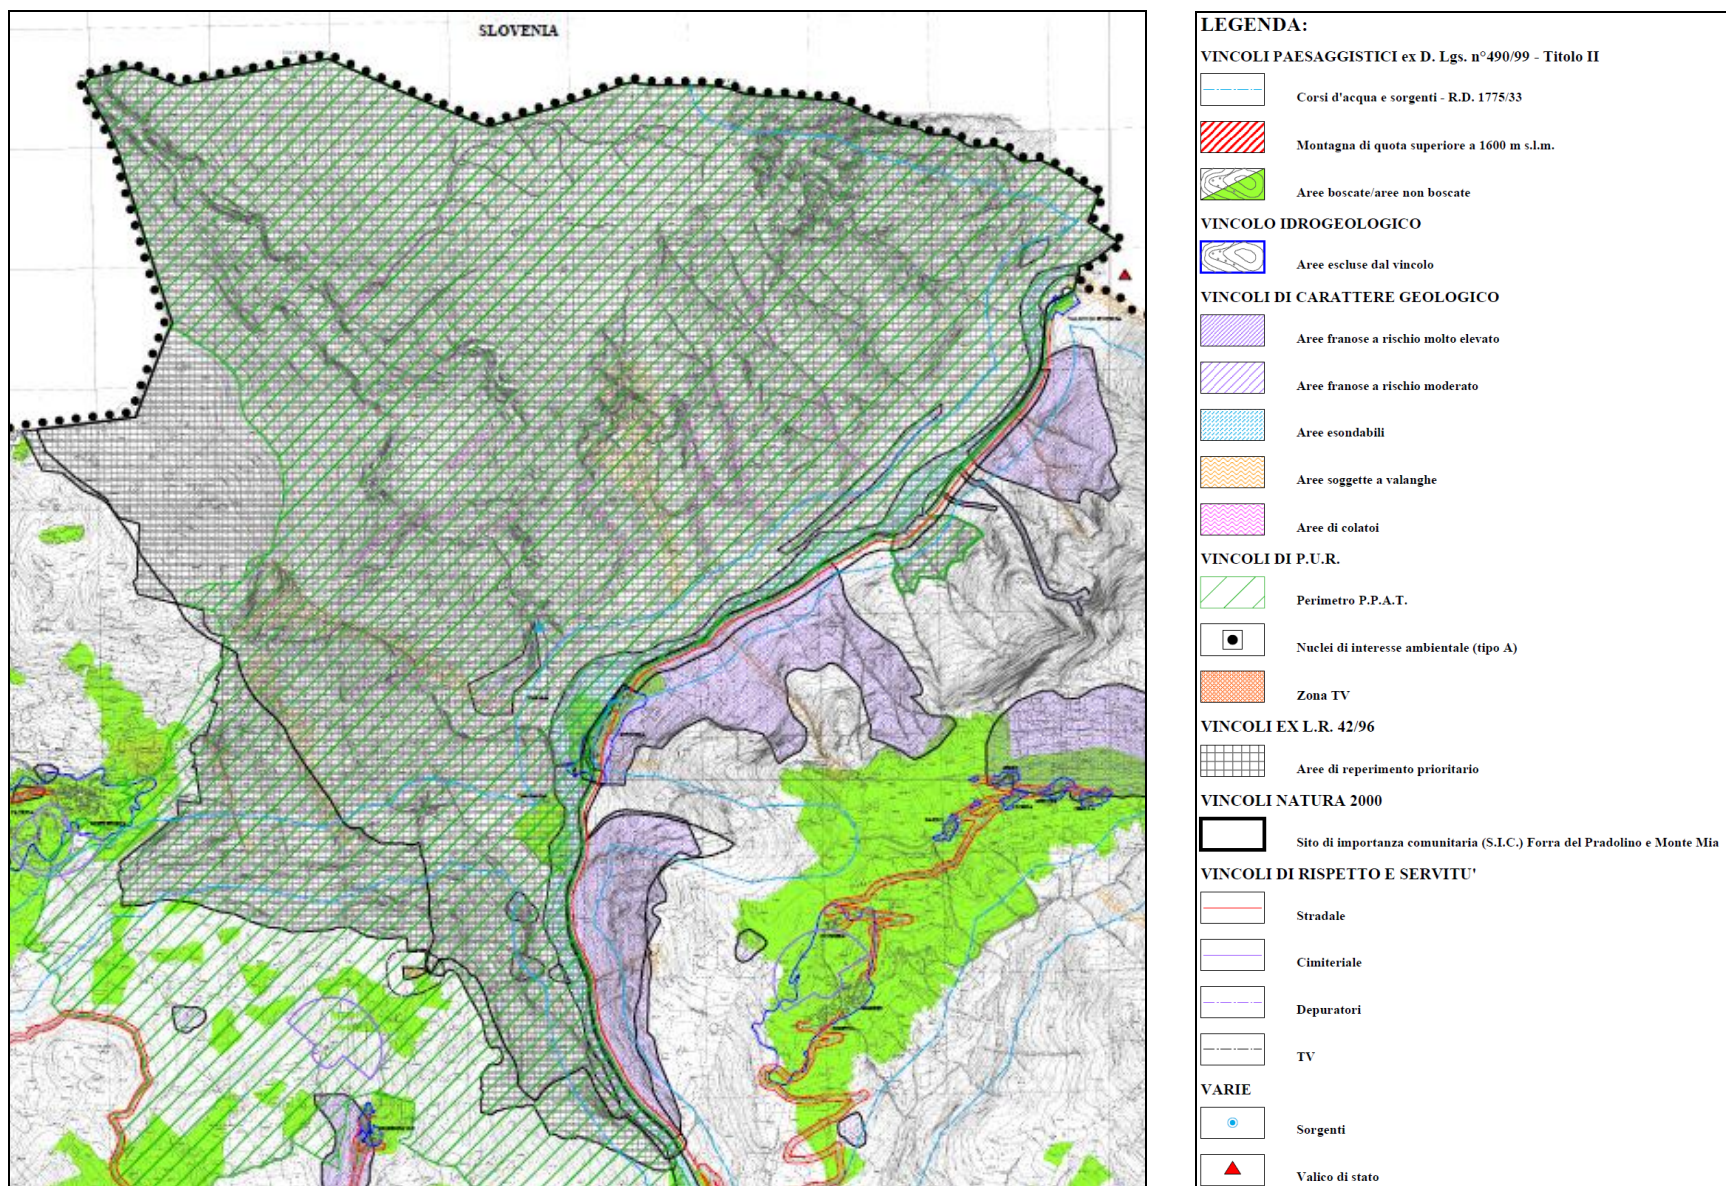 SLOVENIA
LEGENDA:
VINCOLI PAESAGGISTICI ex D. Lgs. n°490/99 - Titolo II
Corsi d'acqua e sorgenti - R.D. 1775/33
Montagna di quota superiore a 1600 m s.l.m.
Aree boscate/aree non boscate
VINCOLO IDROGEOLOGICO
Aree escluse dal vincolo
VINCOLI DI CARATTERE GEOLOGICO
Aree franose a rischio molto elevato
Aree franose a rischio moderato
Aree esondabili
Aree soggette a valanghe
Aree di colatoi
VINCOLI DI P.U.R.
Perimetro P.P.A.T.
Nuclei di interesse ambientale (tipo A)
Zona TV
VINCOLI EX L.R. 42/96
Aree di reperimento prioritario
VINCOLI NATURA 2000
Sito di importanza comunitaria (S.I.C.) Forra del Pradolino e Monte Mia
VINCOLI DI RISPETTO E SERVITU'
Stradale
Cimiteriale
Depuratori
TV
VARIE
Sorgenti
Valico di stato